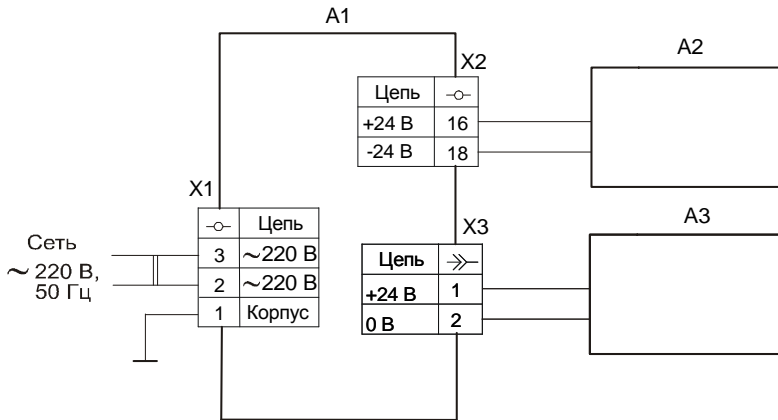 A1
X2
A2
Цепь
+24 В 16
-24 В 18
X1
Цепь
3 ~220 В
2 ~220 В
1 Корпус
Сеть
~ 220 В,
50 Гц
X3
A3
Цепь
+24 В 1
0 В 2